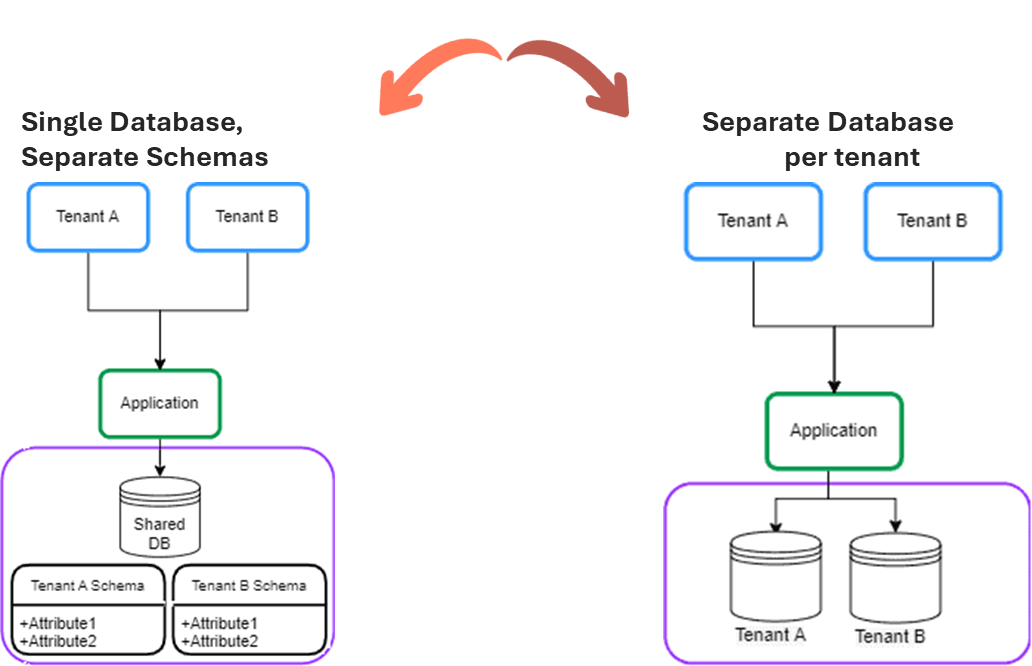 Single Database,
Separate Schemas
Tenant A
Tenant B
Application
Shared
DB
Tenant A Schema
+Attribute1
+Attribute2
Tenant B Schema
+Attribute1
+Attribute2
Separate Database
per tenant
Tenant A
Tenant B
Application
Tenant A
Tenant B